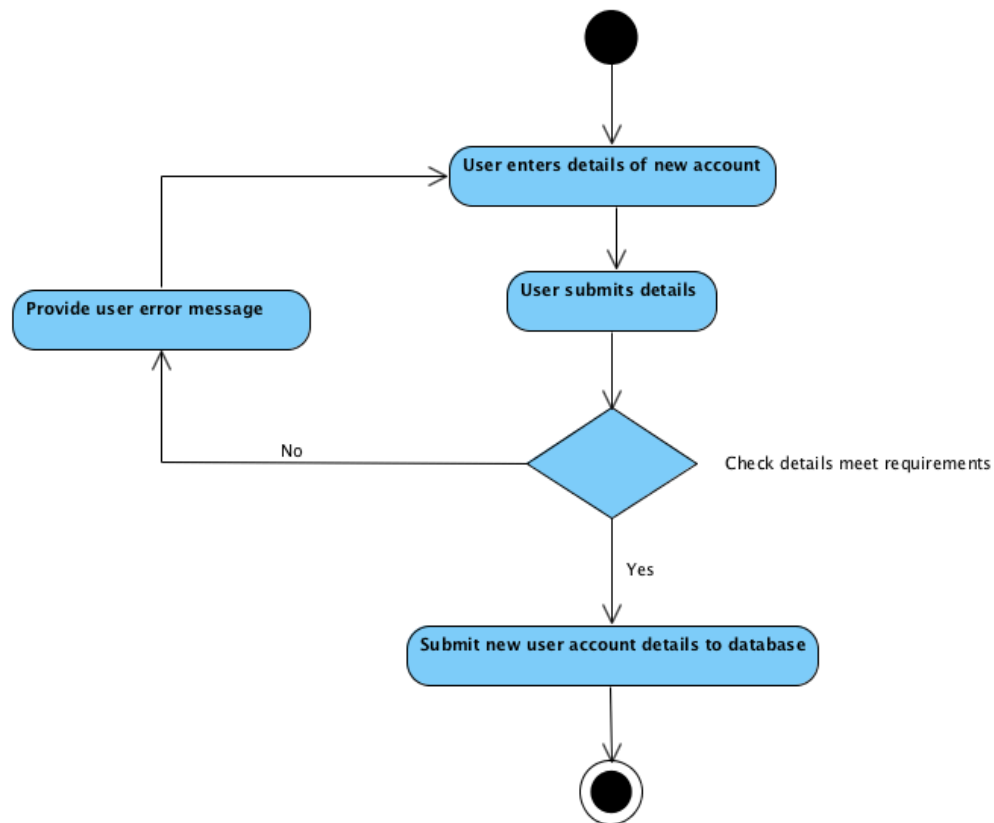 User enters details of new account
User submits details
Provide user error message
No
Check details meet requirements
Yes
Submit new user account details to database